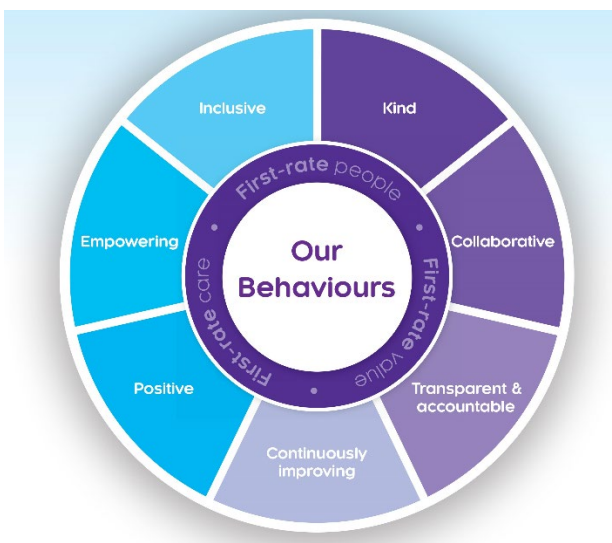 Our
Behaviours
First-rate people
First-rate value
First-rate care
Kind
Collaborative
Transparent &
accountable
Continuously
improving
Positive
Empowering
Inclusive